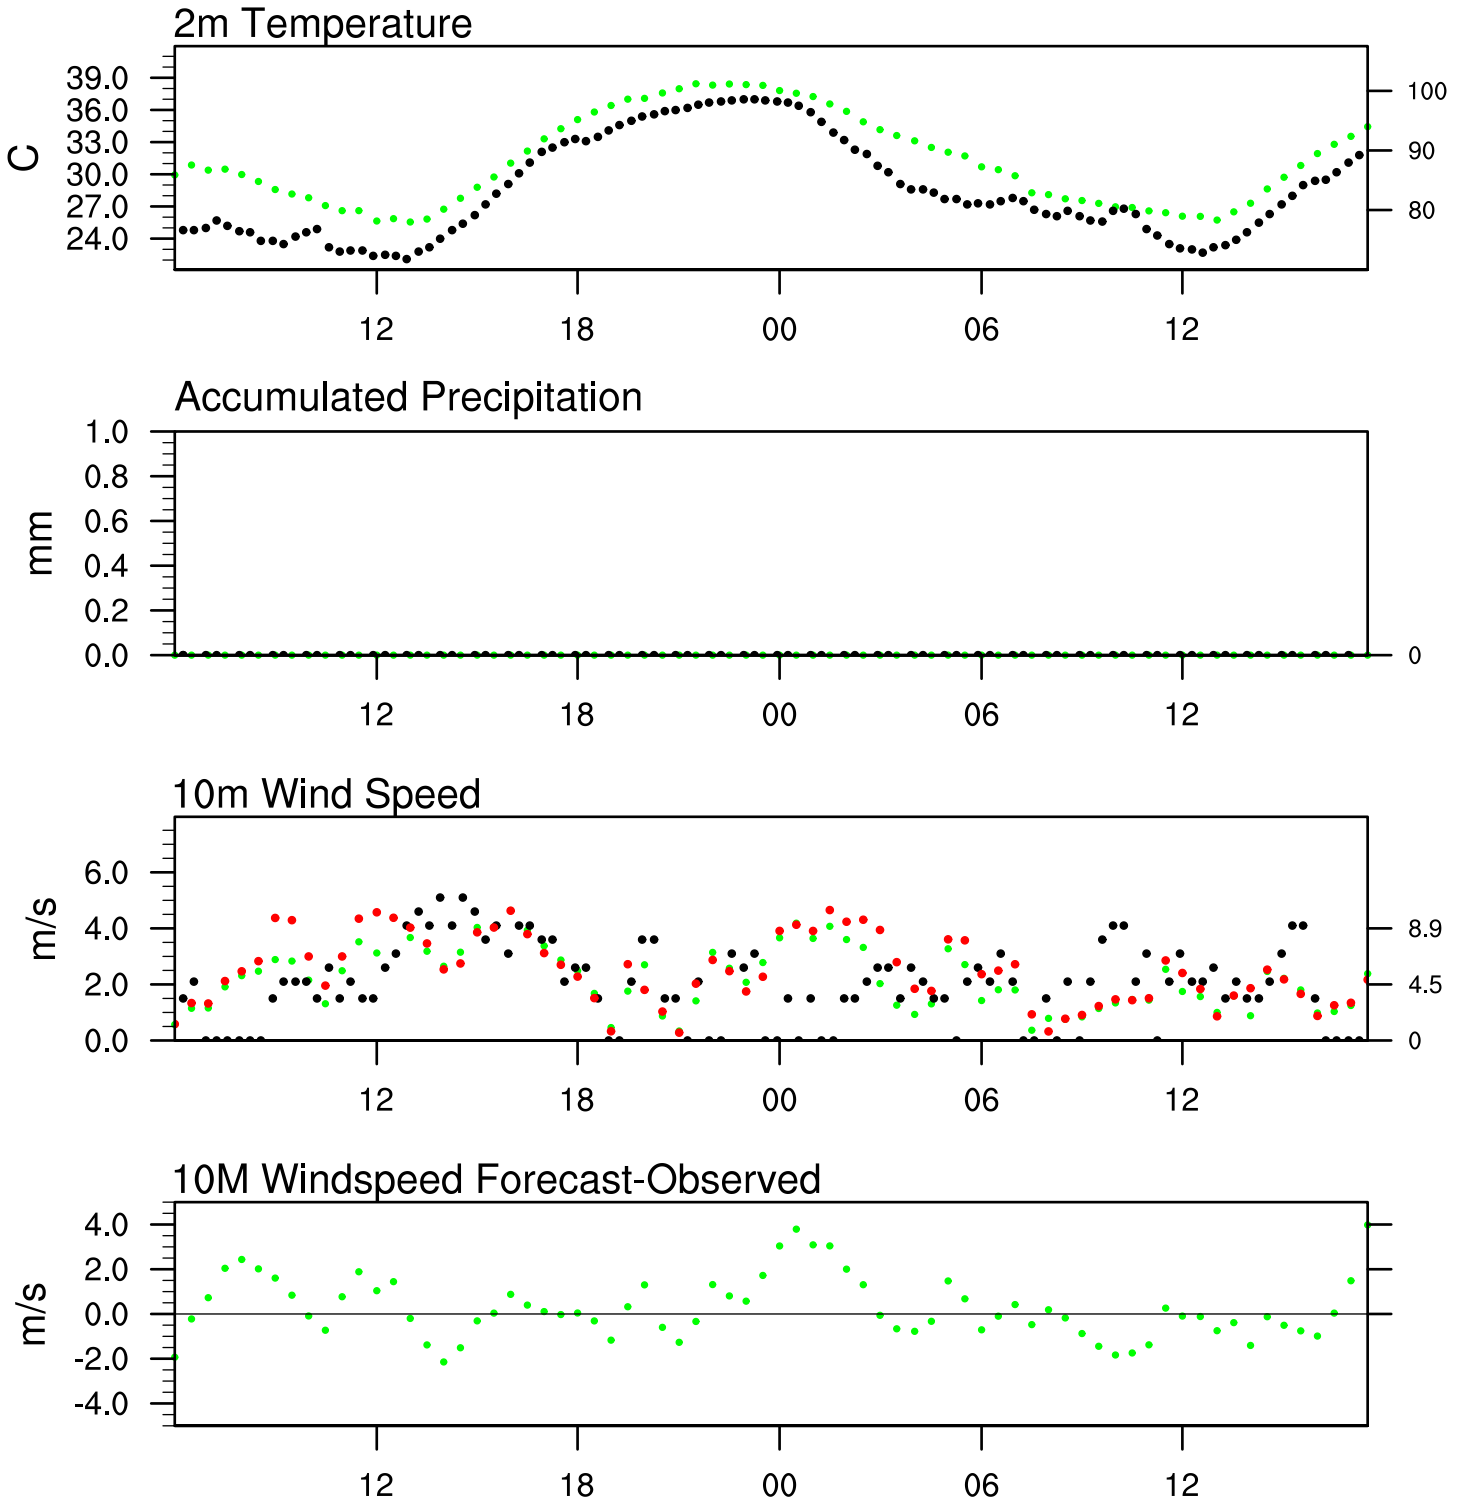 2m Temperature
39.0
36.0
33.0
30.0
27.0
24.0
C
100
90
80
12 18 00 06 12
Accumulated Precipitation
1.0
0.8
0.6
0.4
0.2
0.0
mm
0
12 18 00 06 12
10m Wind Speed
6.0
4.0
2.0
0.0
m/s
8.9
4.5
0
12 18 00 06 12
10M Windspeed Forecast-Observed
4.0
2.0
0.0
-2.0
-4.0
m/s
12 18 00 06 12